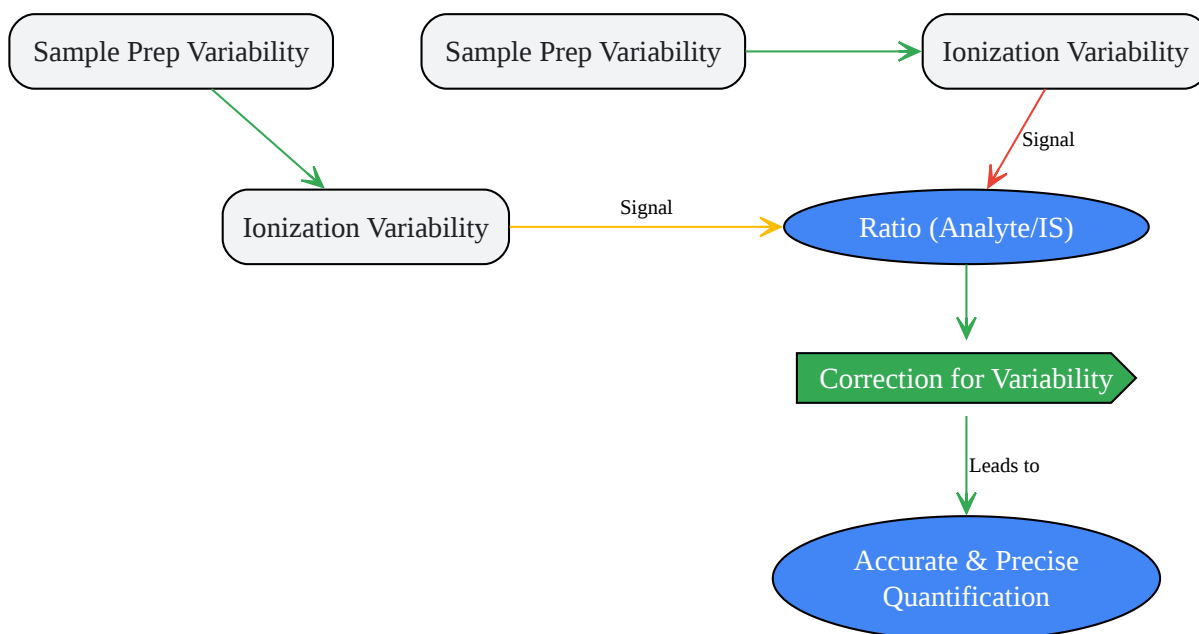 Sample Prep Variability
Sample Prep Variability
Ionization Variability
Signal
Ionization Variability
Signal
Ratio (Analyte/IS)
Correction for Variability
Leads to
Accurate & Precise
Quantification